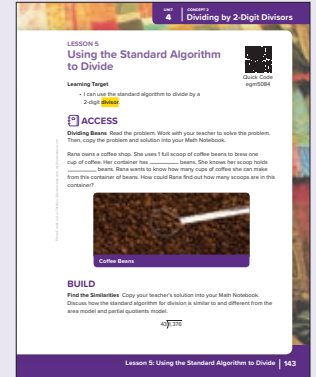 UNIT
4
CONCEPT 2
Dividing by 2-Digit Divisors
LESSON 5
Using the Standard Algorithm
to Divide
Quick Code
egm5084
Learning Target
• I can use the standard algorithm to divide by a
2-digit divisor.
ACCESS
Dividing Beans Read the problem. Work with your teacher to solve the problem.
Then, copy the problem and solution into your Math Notebook.
Rana owns a coffee shop. She uses 1 full scoop of coffee beans to brew one
cup of coffee. Her container has ________ beans. She knows her scoop holds
________ beans. Rana wants to know how many cups of coffee she can make
from this container of beans. How could Rana find out how many scoops are in this
container?
Coffee Beans
BUILD
Find the Similarities Copy your teacher's solution into your Math Notebook.
Discuss how the standard algorithm for division is similar to and different from the
area model and partial quotients model.
Lesson 5: Using the Standard Algorithm to Divide | 143